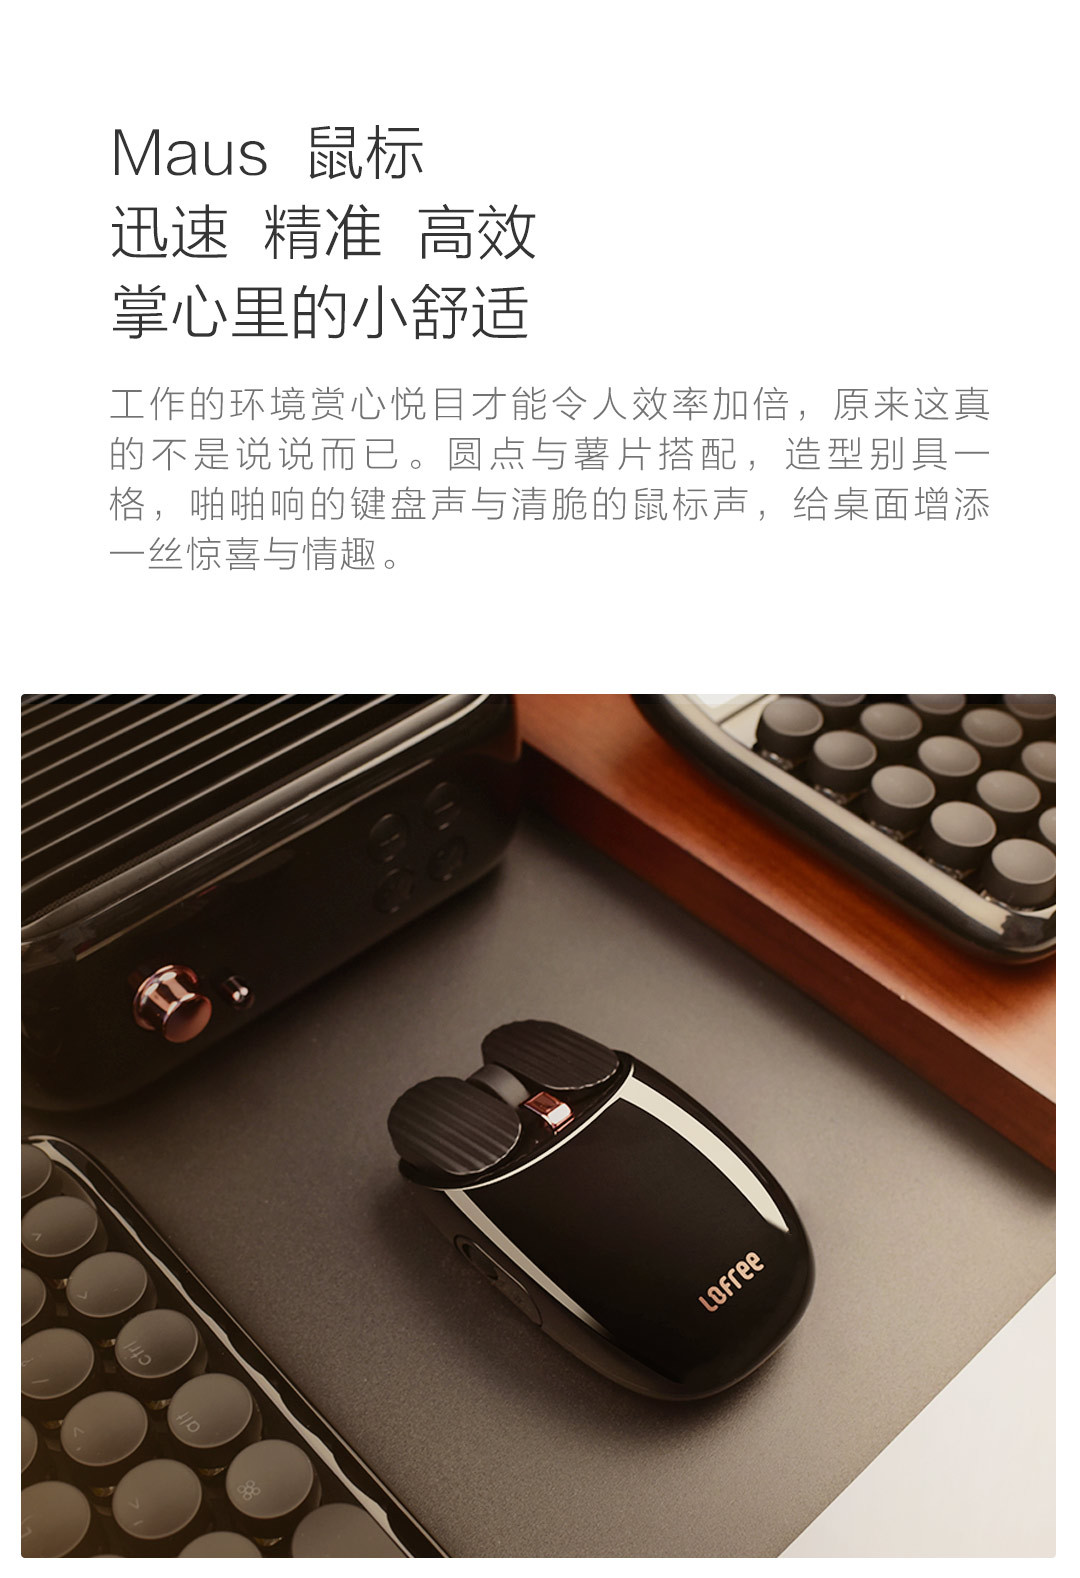 Maus 鼠标
迅速 精准 高效
掌心里的小舒适
工作的环境赏心悦目才能令人效率加倍，原来这真
的不是说说而已。圆点与薯片搭配，造型别具一
格，啪啪响的键盘声与清脆的鼠标声，给桌面增添
一丝惊喜与情趣。
LOFREE
ctrl
alt